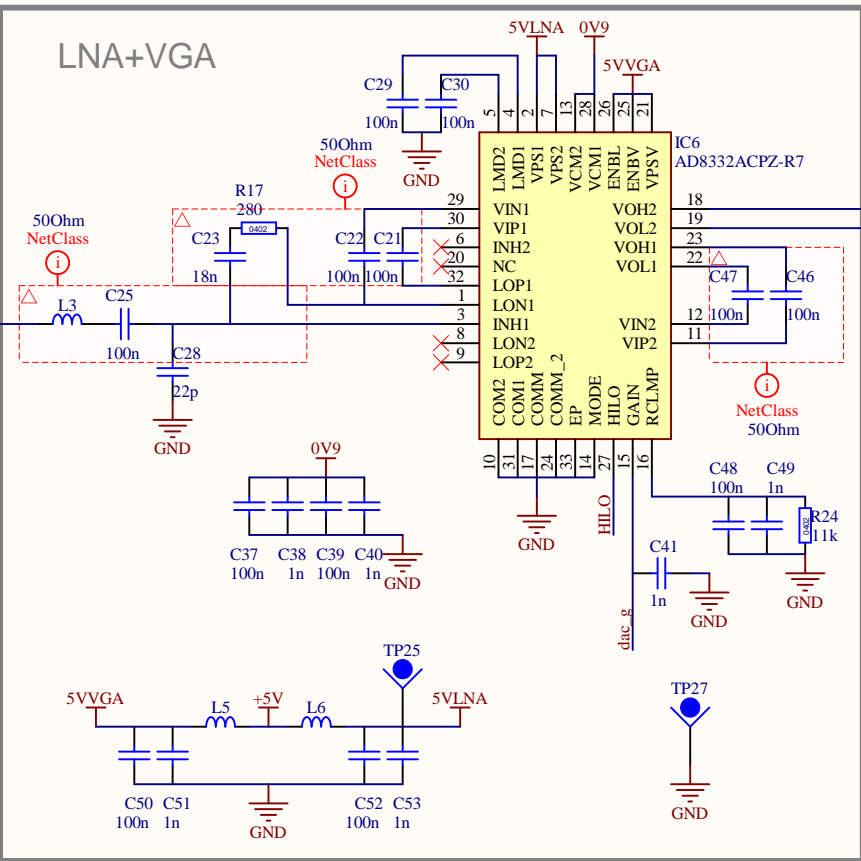 LNA+VGA
5VLNA
0V9
5VVGA
C29
C30
100n
100n
GND
5
4
2
7
13
28
26
25
21
IC6
AD8332ACPZ-R7
LMD2
LMD1
VPS1
VPS2
VCM2
VCM1
ENBL
ENBV
VPSV
50Ohm
NetClass
i
R17
280
0402
50Ohm
NetClass
i
C23
18n
C22
C21
100n
100n
29
30
6
20
32
1
3
8
9
VIN1
VIP1
INH2
NC
LOP1
LON1
INH1
LON2
LOP2
VOH2
VOL2
VOH1
VOL1
VIN2
VIP2
18
19
23
22
12
11
L3
C25
100n
C28
22p
GND
C47
C46
100n
100n
i
NetClass
50Ohm
COM2
COM1
COMM
COMM_2
EP
MODE
HILO
GAIN
RCLMP
10
31
17
24
33
14
27
15
16
GND
HILO
dac_g
C41
1n
GND
C48
100n
C49
1n
R24
0402
11k
GND
0V9
C37
C38
C39
C40
100n
1n
100n
1n
GND
TP25
5VVGA
L5
+5V
L6
5VLNA
C50
C51
100n
1n
GND
C52
C53
100n
1n
TP27
GND